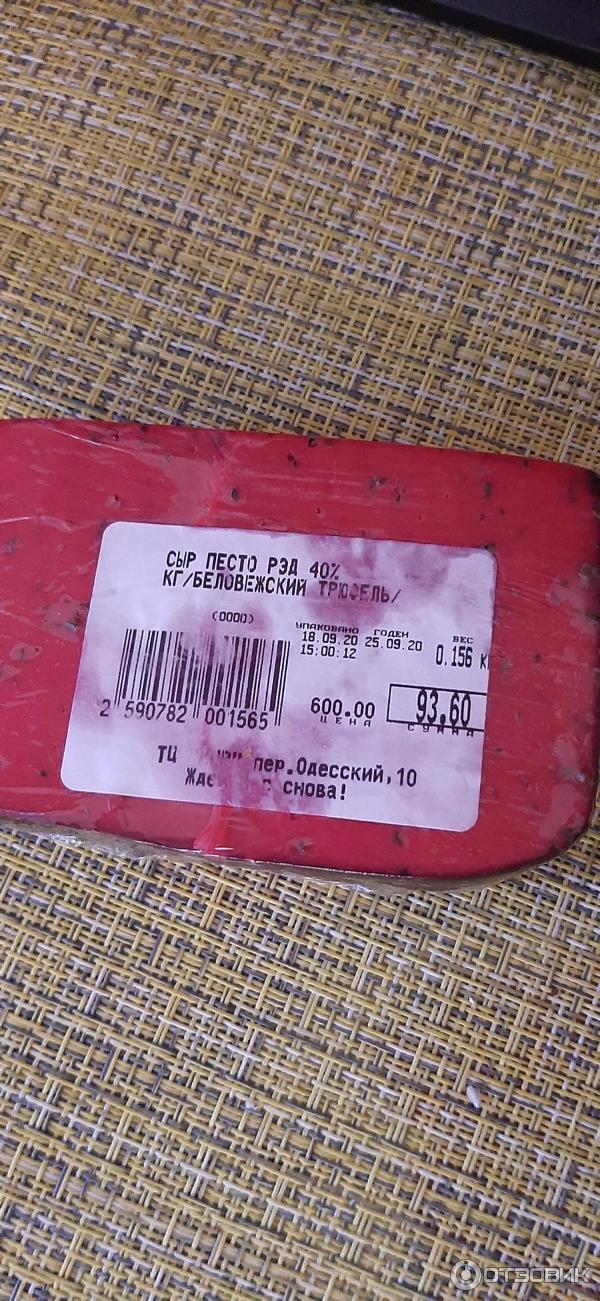 СЫР ПЕСТО РЭД 40%
КГ/БЕЛОВЕЖСКИЙ ТРЮФЕЛЬ/
(0000)
УПАКОВАНО ГОДЕН ВЕС
18.09.20 25.09.20 0.156 К
15:00:12
600.00 93.60
ЦЕНА СУММА
2 590782 001565
ТЦ пер.Одесский,10
снова!
ОТЗОВИК